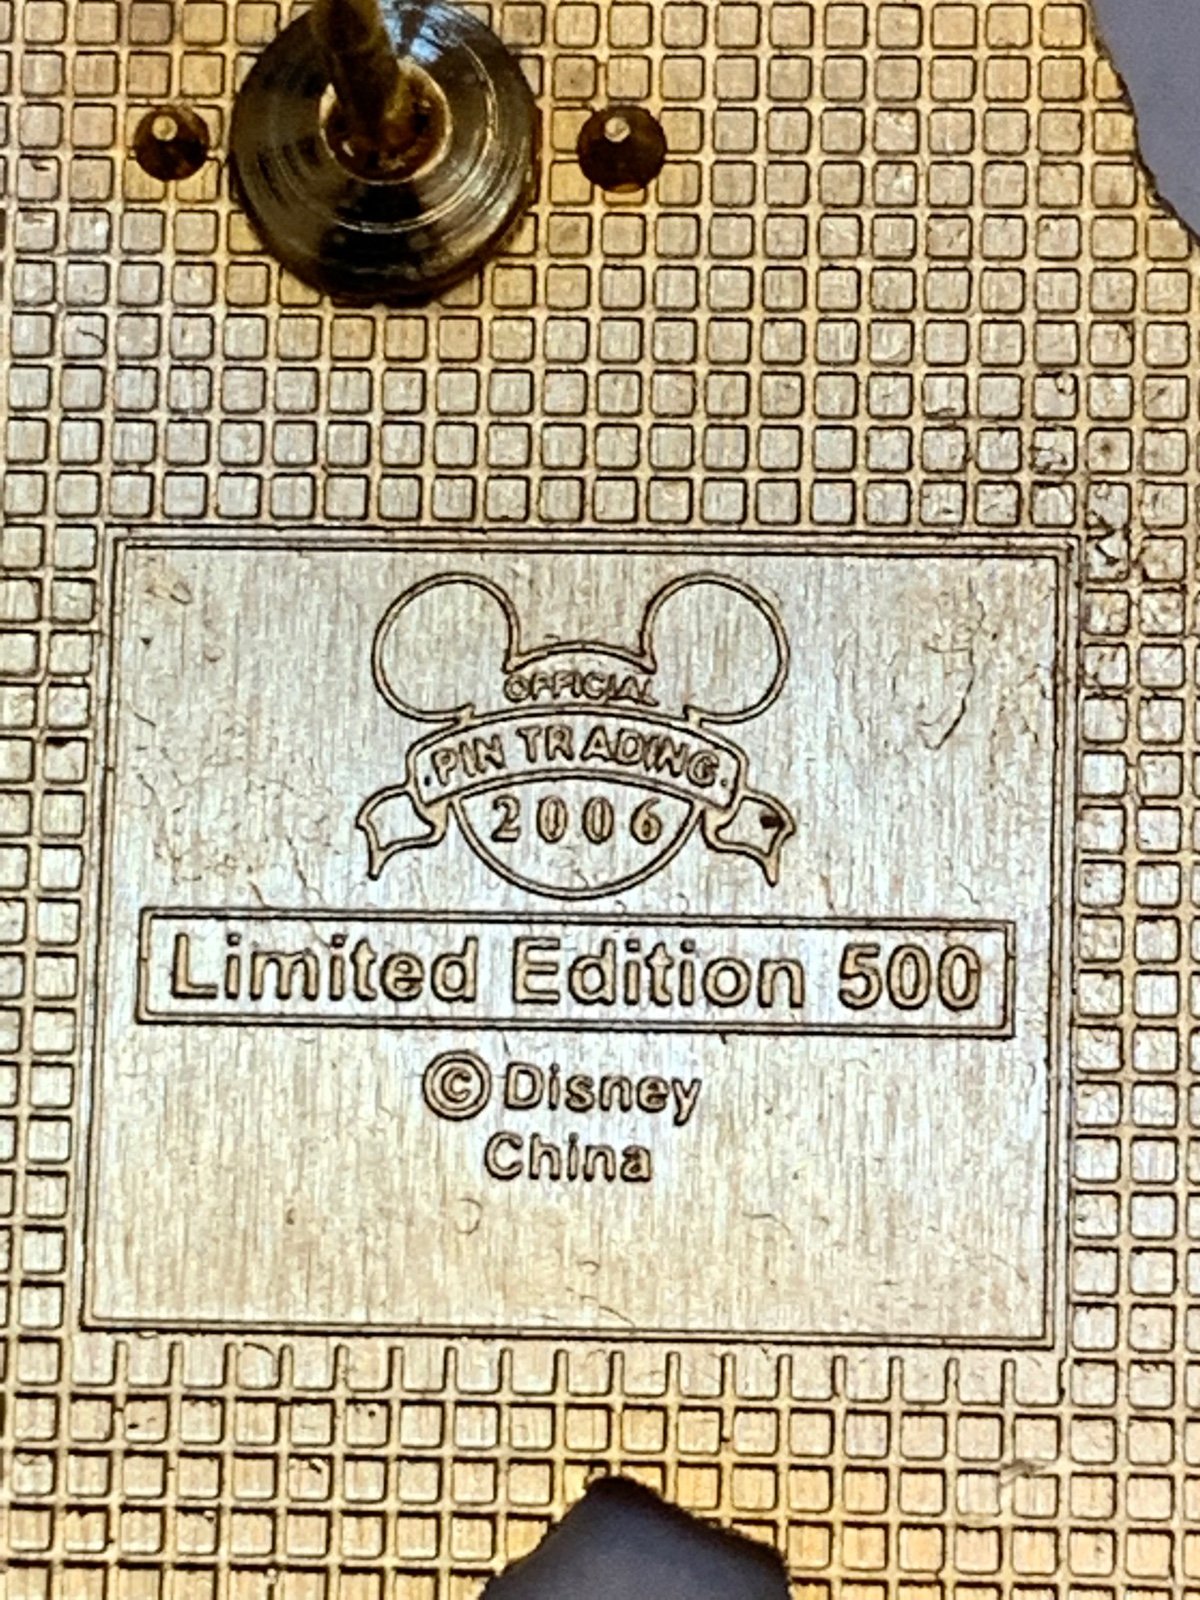 OFFICIAL
PIN TRADING
2006
Limited Edition 500
©Disney
China